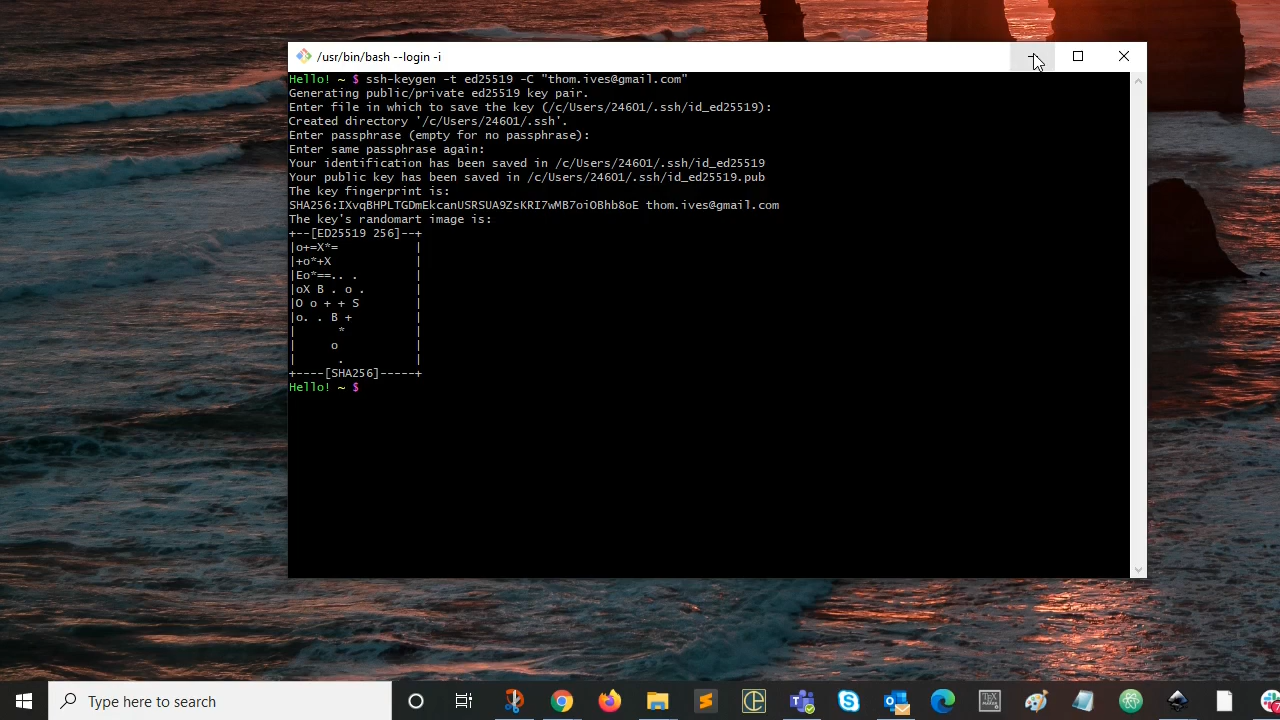 /usr/bin/bash --login -i
Hello! ~ $ ssh-keygen -t ed25519 -C "thom.ives@gmail.com"
Generating public/private ed25519 key pair.
Enter file in which to save the key (/c/Users/24601/.ssh/id_ed25519):
Created directory '/c/Users/24601/.ssh'.
Enter passphrase (empty for no passphrase):
Enter same passphrase again:
Your identification has been saved in /c/Users/24601/.ssh/id_ed25519
Your public key has been saved in /c/Users/24601/.ssh/id_ed25519.pub
The key fingerprint is:
SHA256:IXvqBHPLTGDmEkcanUSRSUA9ZsKRI7wMB7oiOBhb8oE thom.ives@gmail.com
The key's randomart image is:
+--[ED25519 256]--+
|o+=X*=           |
|+o*+X            |
|Eo*==.. .        |
|oX B . o .       |
|O o + + S        |
|o. . B +         |
|      *          |
|     o           |
|      .          |
+----[SHA256]-----+
Hello! ~ $
Type here to search